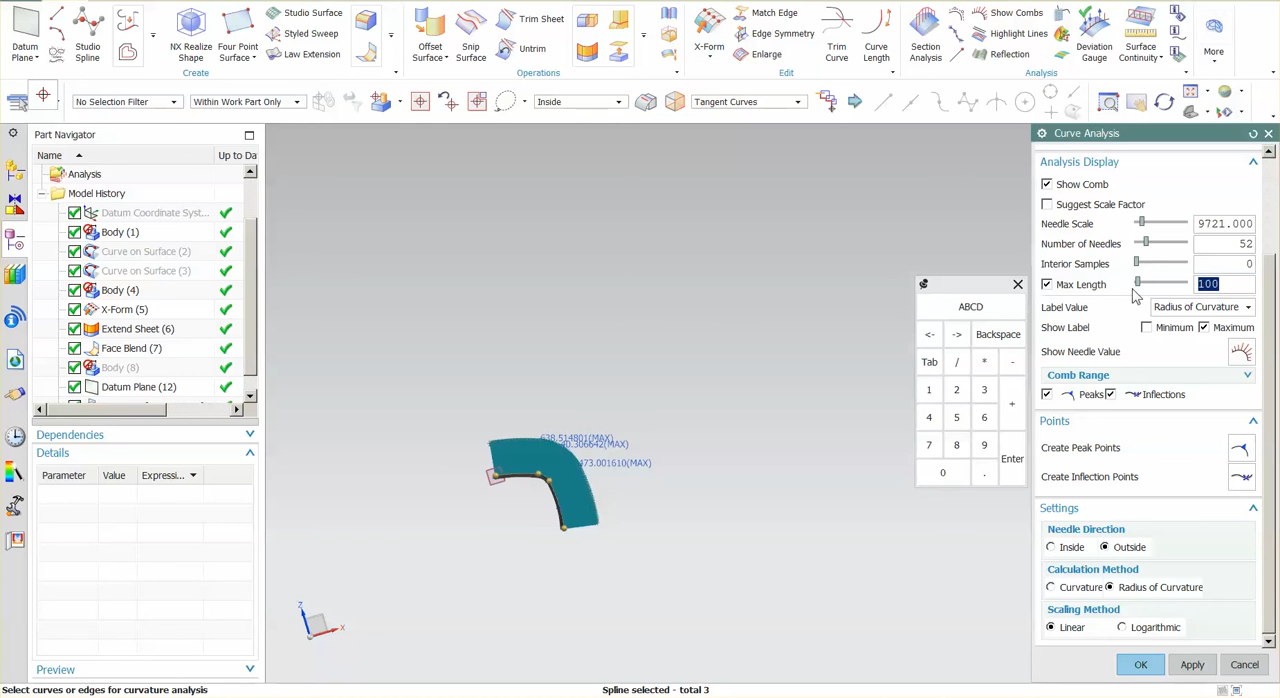 Datum
Plane
Studio
Spline
NX Realize
Shape
Four Point
Surface
Studio Surface
Styled Sweep
Law Extension
Create
Offset
Surface
Snip
Surface
Trim Sheet
Untrim
Operations
X-Form
Match Edge
Edge Symmetry
Enlarge
Trim
Curve
Curve
Length
Edit
Section
Analysis
Show Combs
Highlight Lines
Reflection
Deviation
Gauge
Surface
Continuity
Analysis
More
No Selection Filter
Within Work Part Only
Inside
Tangent Curves
Part Navigator
Name
Up to Da
Analysis
Model History
Datum Coordinate Syst...
Body (1)
Curve on Surface (2)
Curve on Surface (3)
Body (4)
X-Form (5)
Extend Sheet (6)
Face Blend (7)
Body (8)
Datum Plane (12)
Dependencies
Details
Parameter Value Expressi...
Preview
(MAX)
(MAX)
473.001610(MAX)
Z
X
ABCD
<- -> Backspace
Tab / * -
1 2 3 +
4 5 6
7 8 9 Enter
0 .
Curve Analysis
Analysis Display
Show Comb
Suggest Scale Factor
Needle Scale 9721.000
Number of Needles 52
Interior Samples 0
Max Length 100
Label Value Radius of Curvature
Show Label Minimum Maximum
Show Needle Value
Comb Range
Peaks Inflections
Points
Create Peak Points
Create Inflection Points
Settings
Needle Direction
Inside Outside
Calculation Method
Curvature Radius of Curvature
Scaling Method
Linear Logarithmic
OK Apply Cancel
Select curves or edges for curvature analysis
Spline selected - total 3